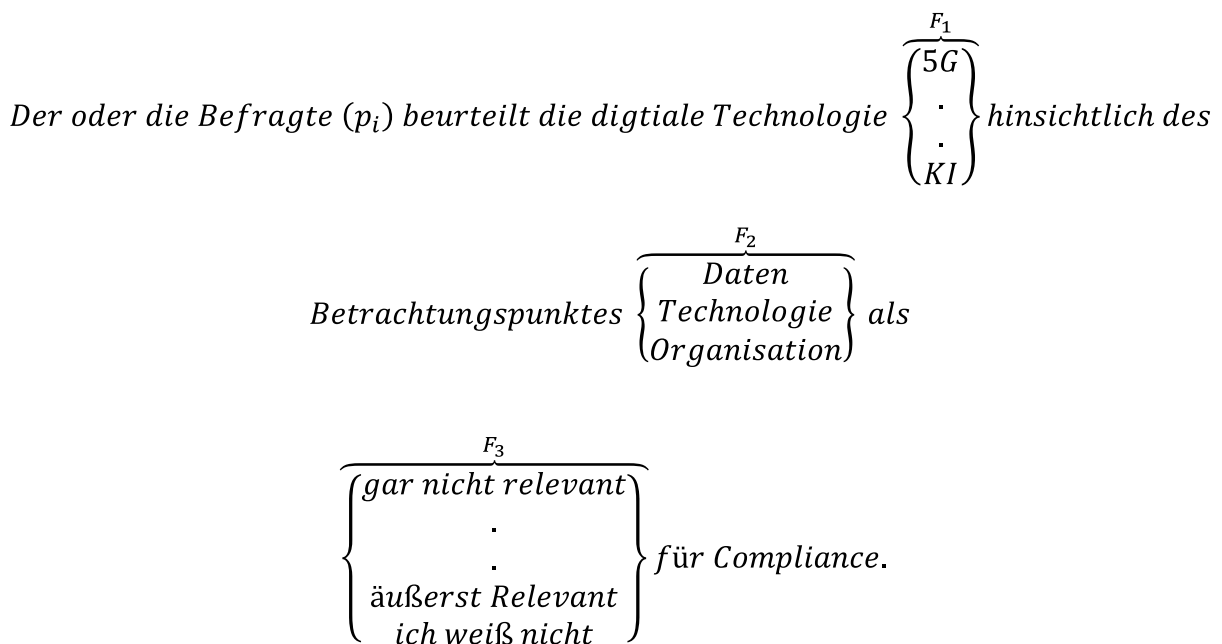 F₁
5G
Der oder die Befragte (pᵢ) beurteilt die digtiale Technologie { . } hinsichtlich des
.
KI
F₂
Daten
Betrachtungspunktes { Technologie } als
Organisation
F₃
gar nicht relevant
.
. für Compliance.
äußerst Relevant
ich weiß nicht